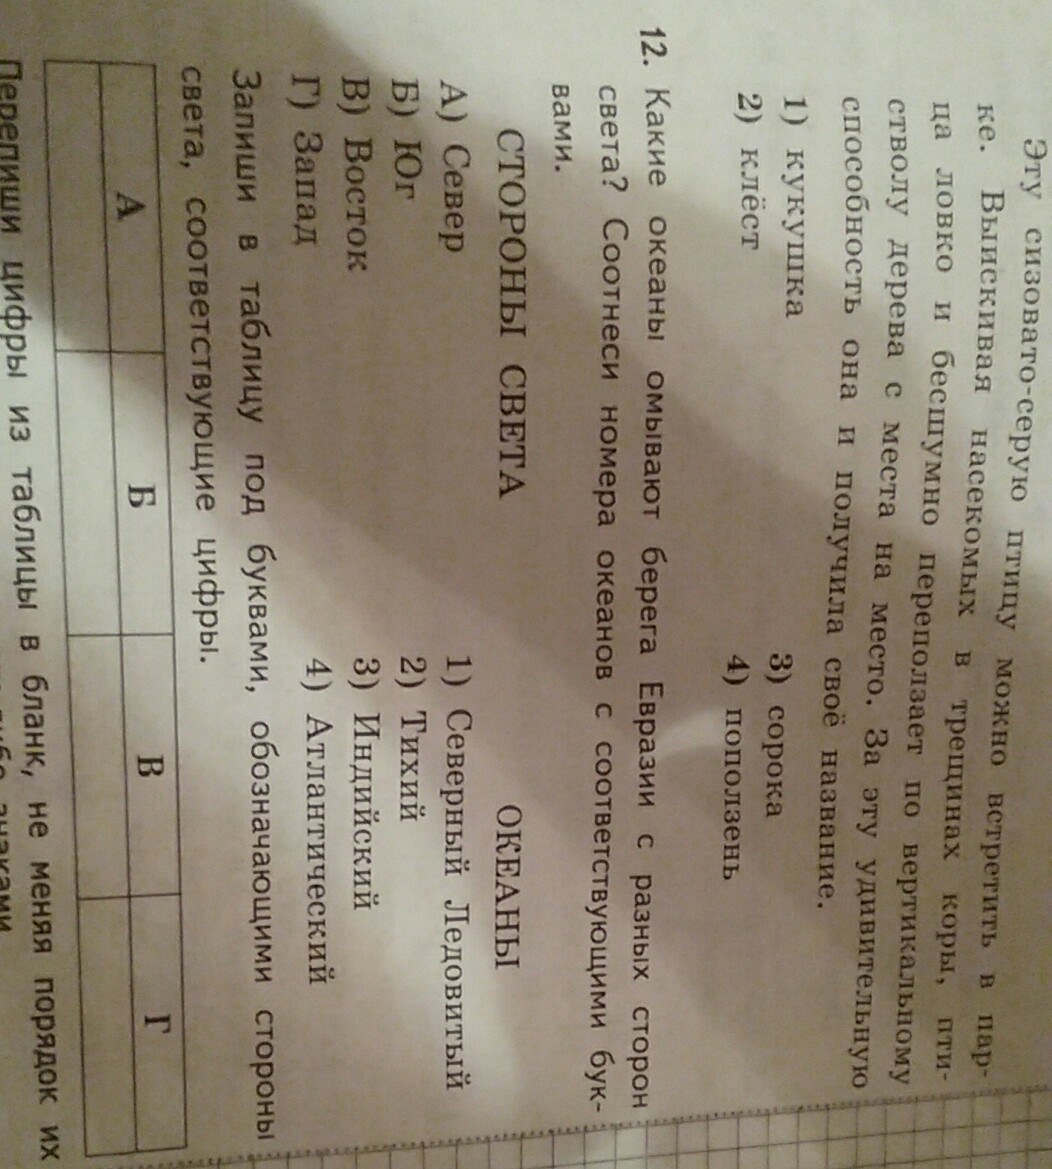 Эту сизовато-серую птицу можно встретить в пар-
ке. Выискивая насекомых в трещинах коры, пти-
ца ловко и бесшумно переползает по вертикальному
стволу дерева с места на место. За эту удивительную
способность она и получила своё название.
1) кукушка 3) сорока
2) клёст 4) поползень
12. Какие океаны омывают берега Евразии с разных сторон
света? Соотнеси номера океанов с соответствующими бук-
вами.
СТОРОНЫ СВЕТА ОКЕАНЫ
А) Север 1) Северный Ледовитый
Б) Юг 2) Тихий
В) Восток 3) Индийский
Г) Запад 4) Атлантический
Запиши в таблицу под буквами, обозначающими стороны
света, соответствующие цифры.
А Б В Г
Перепиши цифры из таблицы в бланк, не меняя порядок их
знаками